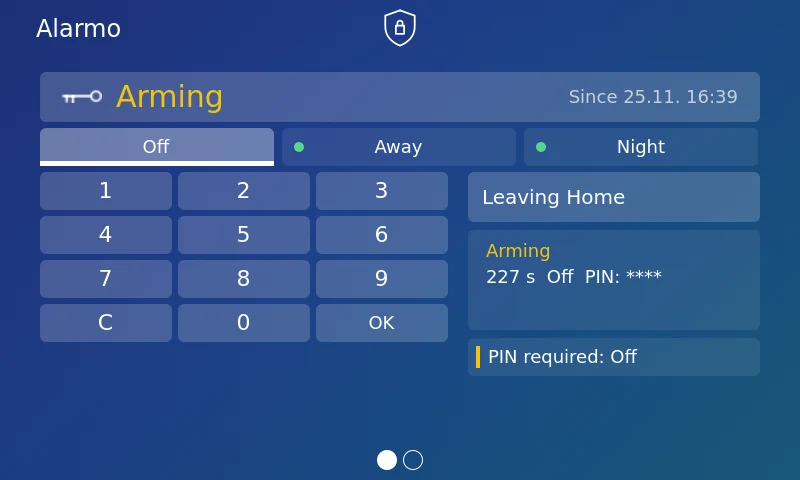 Alarmo
Arming
Since 25.11. 16:39
Off
Away
Night
1 2 3
4 5 6
7 8 9
C 0 OK
Leaving Home
Arming
227 s Off PIN: ****
PIN required: Off